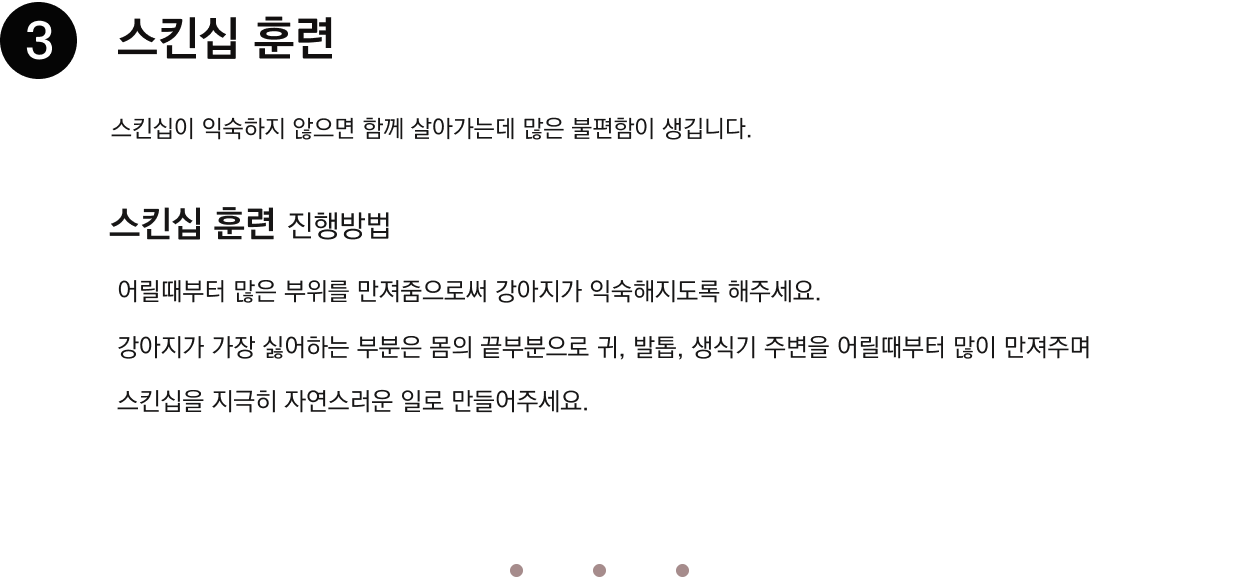 3 스킨십 훈련
스킨십이 익숙하지 않으면 함께 살아가는데 많은 불편함이 생깁니다.
스킨십 훈련 진행방법
어릴때부터 많은 부위를 만져줌으로써 강아지가 익숙해지도록 해주세요.
강아지가 가장 싫어하는 부분은 몸의 끝부분으로 귀, 발톱, 생식기 주변을 어릴때부터 많이 만져주며
스킨십을 지극히 자연스러운 일로 만들어주세요.